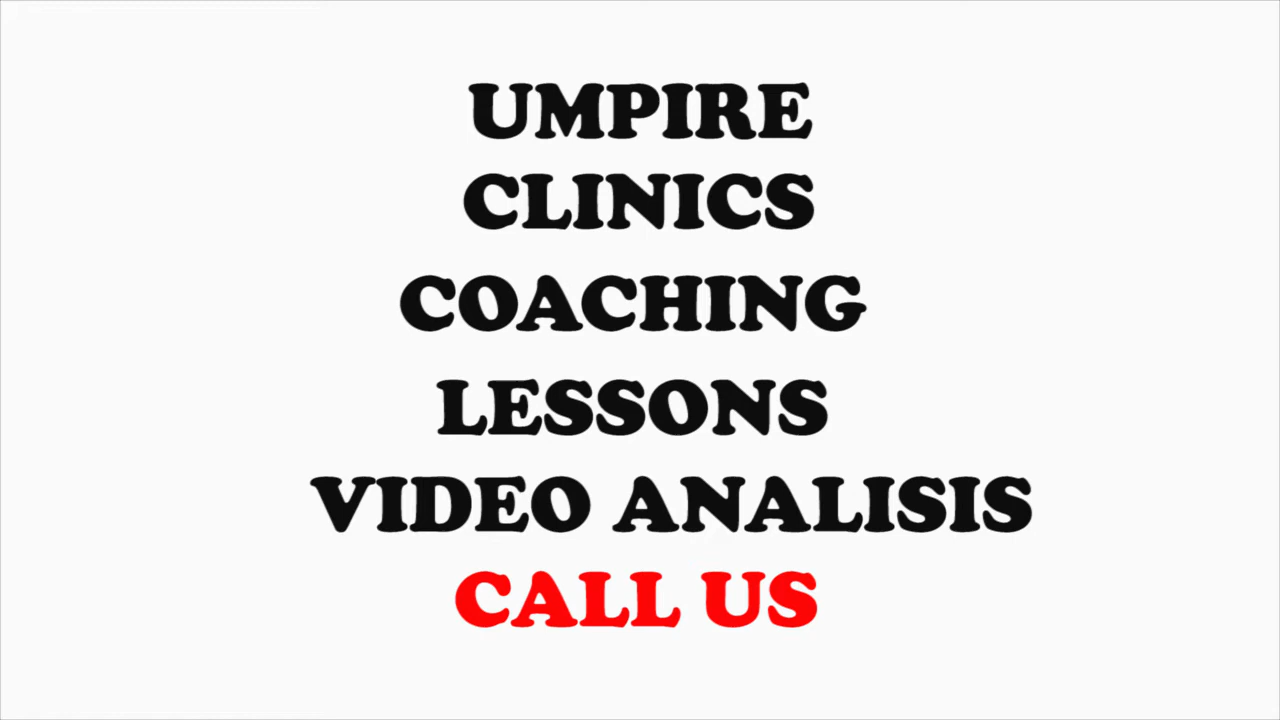 UMPIRE
CLINICS
COACHING
LESSONS
VIDEO ANALISIS
CALL US